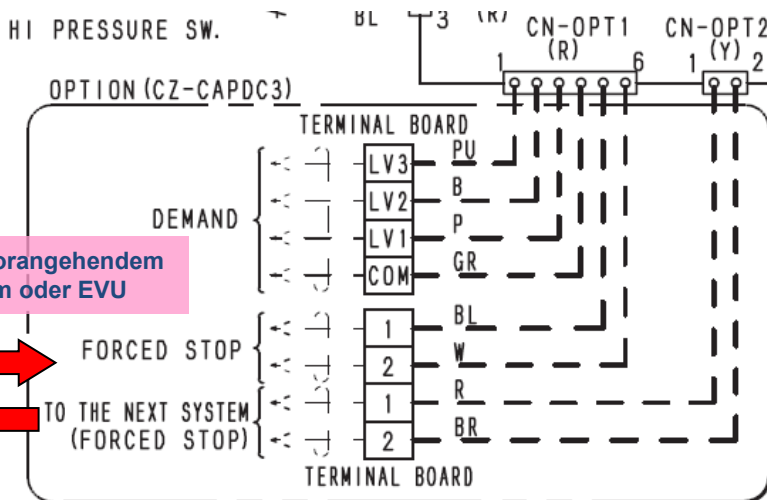 HI PRESSURE SW.
BL
3
(R)
CN-OPT1
(R)
CN-OPT2
(Y)
1
6
1
2
OPTION (CZ-CAPDC3)
TERMINAL BOARD
DEMAND
LV3
PU
LV2
B
LV1
P
COM
GR
orangehendem
m oder EVU
FORCED STOP
1
BL
2
W
TO THE NEXT SYSTEM
(FORCED STOP)
1
R
2
BR
TERMINAL BOARD